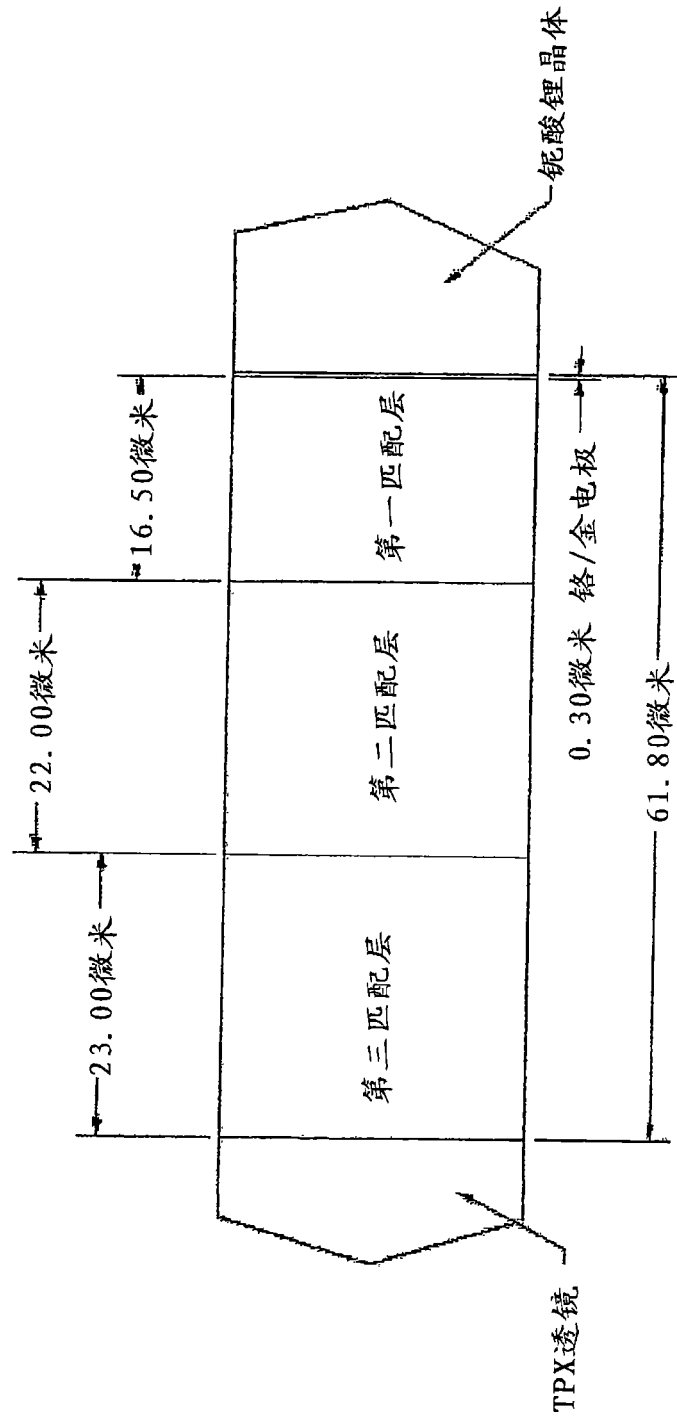 TPX透镜
23.00微米
22.00微米
16.50微米
第三匹配层
第二匹配层
第一匹配层
铌酸锂晶体
0.30微米 铬/金电极
61.80微米